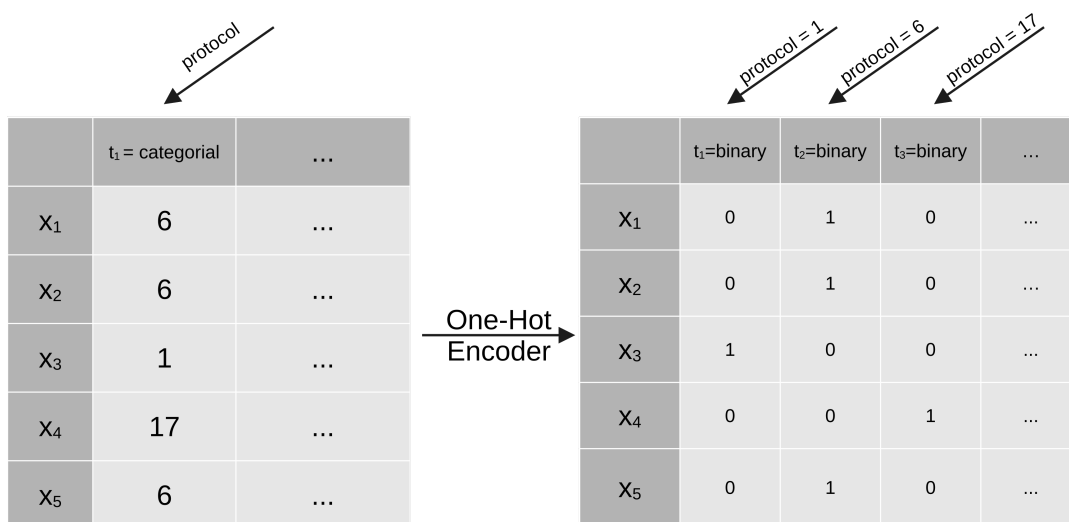 protocol
t₁ = categorial ...
x₁ 6 ...
x₂ 6 ...
x₃ 1 ...
x₄ 17 ...
x₅ 6 ...
One-Hot
Encoder
protocol = 1 protocol = 6 protocol = 17
t₁=binary t₂=binary t₃=binary ...
x₁ 0 1 0 ...
x₂ 0 1 0 ...
x₃ 1 0 0 ...
x₄ 0 0 1 ...
x₅ 0 1 0 ...